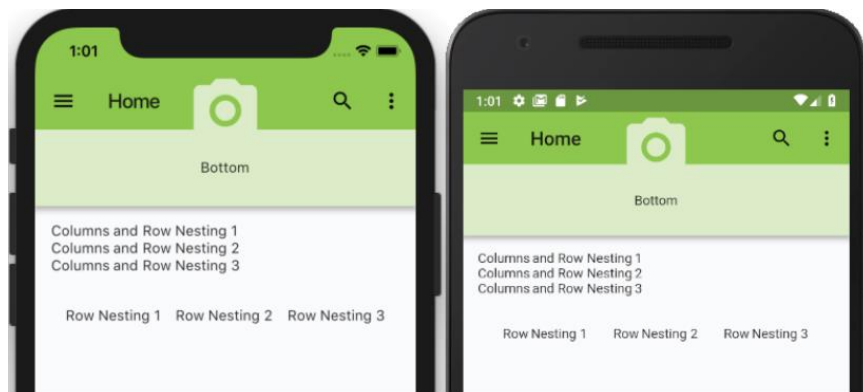 1:01
Home
Bottom
Columns and Row Nesting 1
Columns and Row Nesting 2
Columns and Row Nesting 3
Row Nesting 1 Row Nesting 2 Row Nesting 3
1:01
Home
Bottom
Columns and Row Nesting 1
Columns and Row Nesting 2
Columns and Row Nesting 3
Row Nesting 1 Row Nesting 2 Row Nesting 3